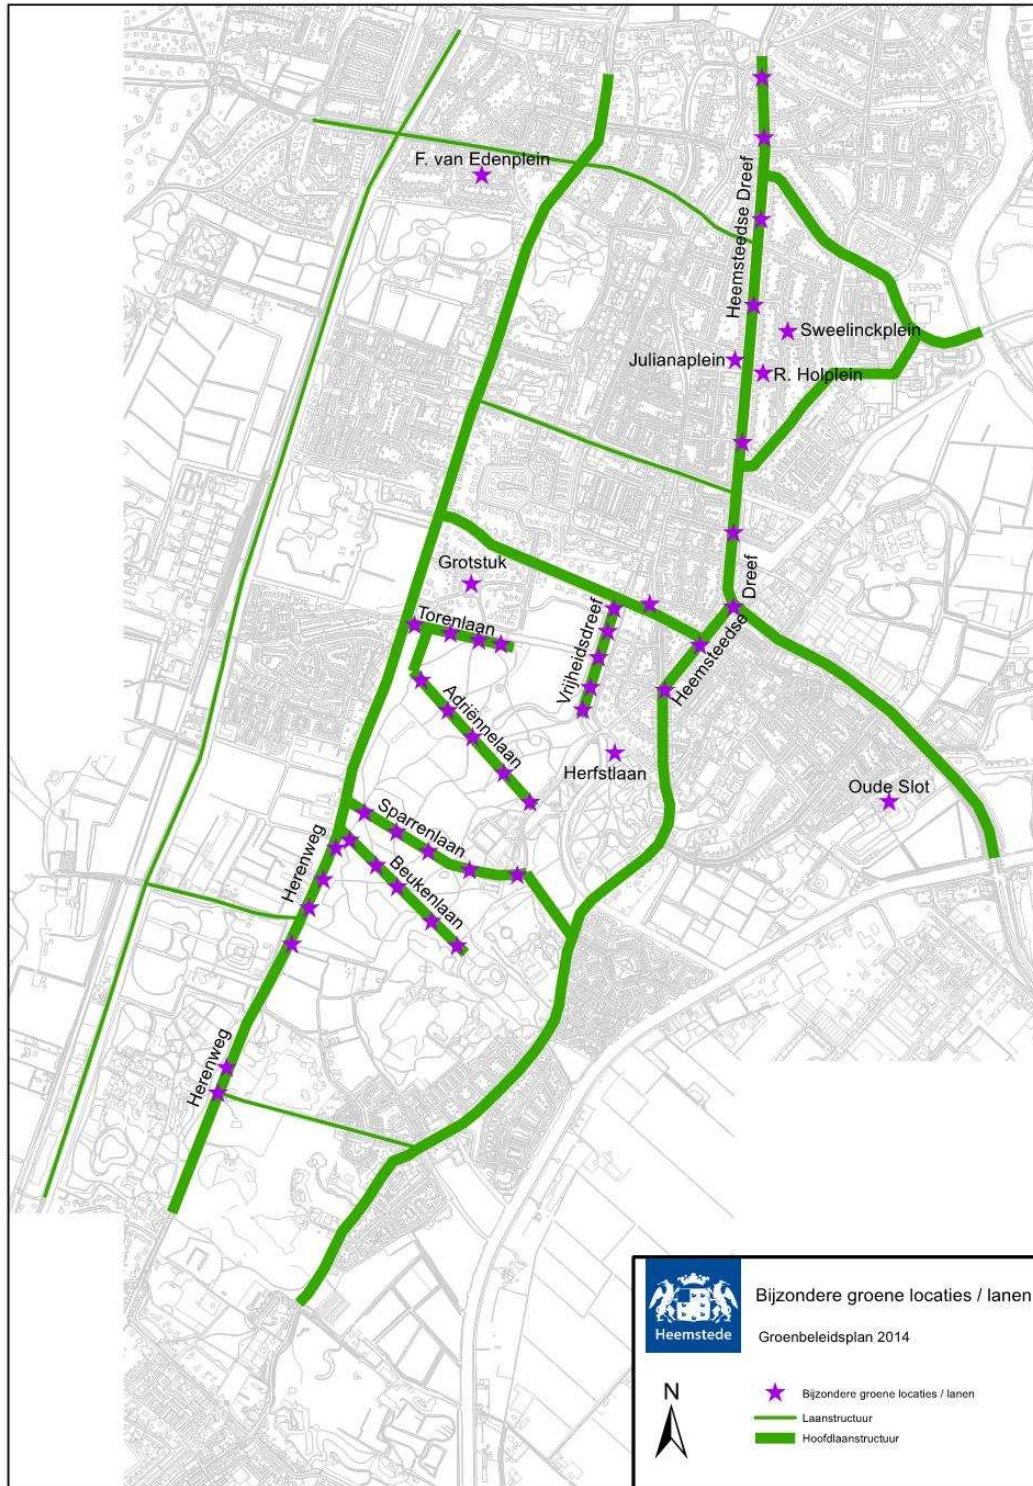 F. van Edenplein
Heemsteedse Dreef
Sweelinckplein
Julianaplein
R. Holplein
Grotstuk
Torenlaan
Vrijheidsdreef
Heemsteedse Dreef
Adriënnelaan
Herfstlaan
Oude Slot
Sparrenlaan
Herenweg
Beukenlaan
Herenweg
Heemstede
Bijzondere groene locaties / lanen
Groenbeleidsplan 2014
N
Bijzondere groene locaties / lanen
Laanstructuur
Hoofdlaanstructuur